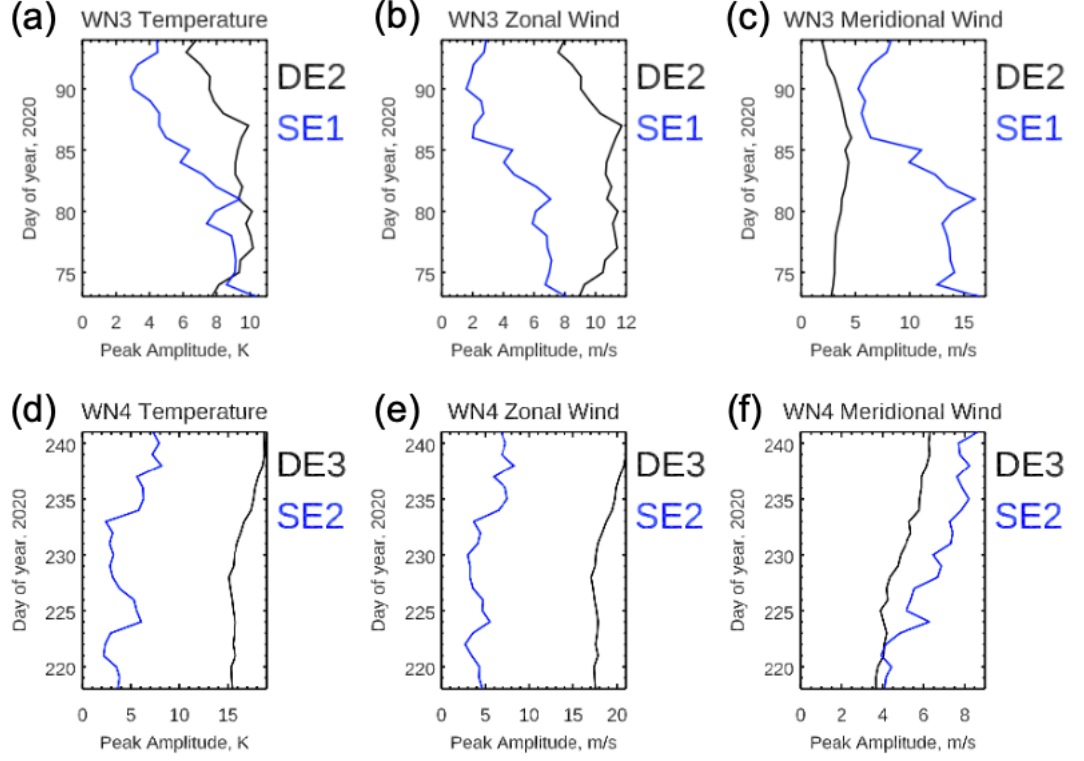 (a) WN3 Temperature
(b) WN3 Zonal Wind
(c) WN3 Meridional Wind
Day of year, 2020
90
85
80
75
DE2
SE1
0 2 4 6 8 10
Peak Amplitude, K
Day of year, 2020
90
85
80
75
DE2
SE1
0 2 4 6 8 10 12
Peak Amplitude, m/s
Day of year, 2020
90
85
80
75
DE2
SE1
0 5 10 15
Peak Amplitude, m/s
(d) WN4 Temperature
(e) WN4 Zonal Wind
(f) WN4 Meridional Wind
Day of year, 2020
240
235
230
225
220
DE3
SE2
0 5 10 15
Peak Amplitude, K
Day of year, 2020
240
235
230
225
220
DE3
SE2
0 5 10 15 20
Peak Amplitude, m/s
Day of year, 2020
240
235
230
225
220
DE3
SE2
0 2 4 6 8
Peak Amplitude, m/s